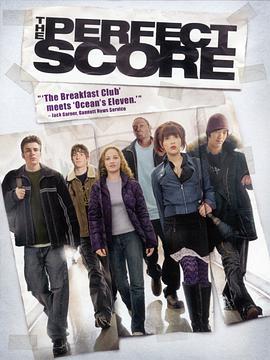 THE
PERFECT
SCORE
"'The Breakfast Club'
meets 'Ocean's Eleven.'"
– Jack Garner, Gannett News Service